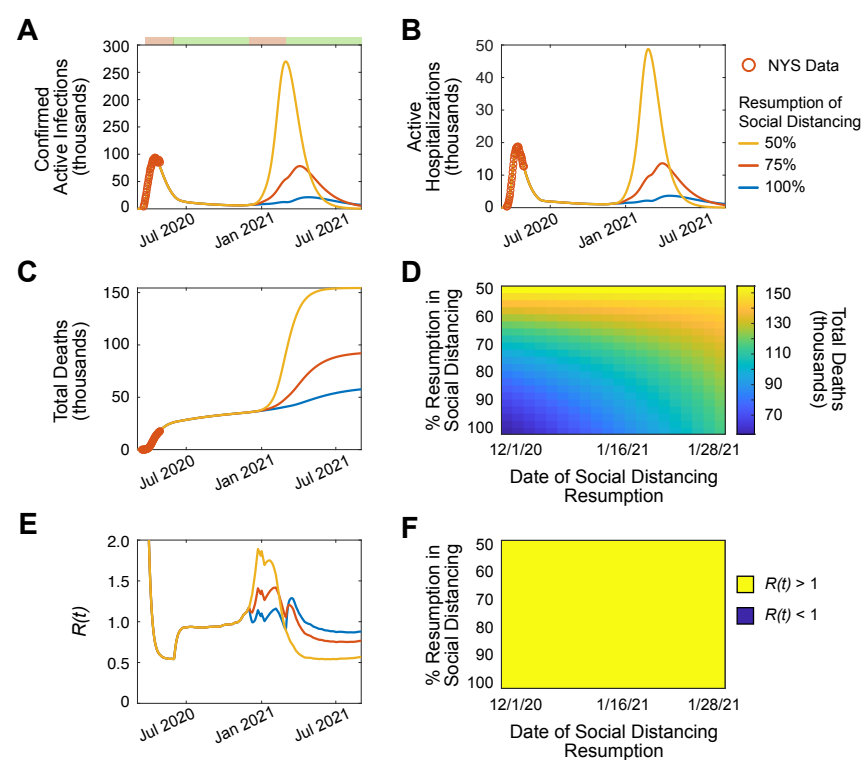 A
300
250
200
150
100
50
0
Confirmed
Active Infections
(thousands)
Jul 2020
Jan 2021
Jul 2021
B
50
40
30
20
10
0
Active
Hospitalizations
(thousands)
Jul 2020
Jan 2021
Jul 2021
NYS Data
Resumption of
Social Distancing
50%
75%
100%
C
150
100
50
0
Total Deaths
(thousands)
Jul 2020
Jan 2021
Jul 2021
D
50
60
70
80
90
100
% Resumption in
Social Distancing
12/1/20
1/16/21
1/28/21
Date of Social Distancing
Resumption
150
130
110
90
70
Total Deaths
(thousands)
E
2.0
1.5
1.0
0.5
0
R(t)
Jul 2020
Jan 2021
Jul 2021
F
50
60
70
80
90
100
% Resumption in
Social Distancing
12/1/20
1/16/21
1/28/21
Date of Social Distancing
Resumption
R(t) > 1
R(t) < 1